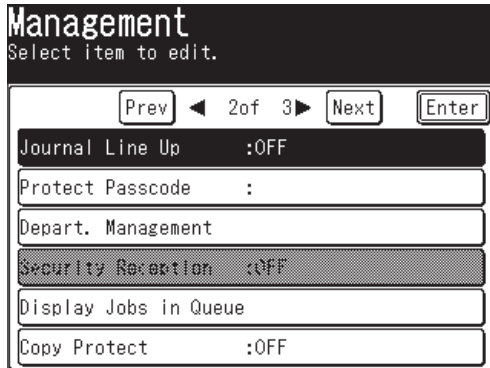 Management
Select item to edit.
Prev ◀ 2of 3▶ Next Enter
Journal Line Up :OFF
Protect Passcode :
Depart. Management
Security Reception :OFF
Display Jobs in Queue
Copy Protect :OFF